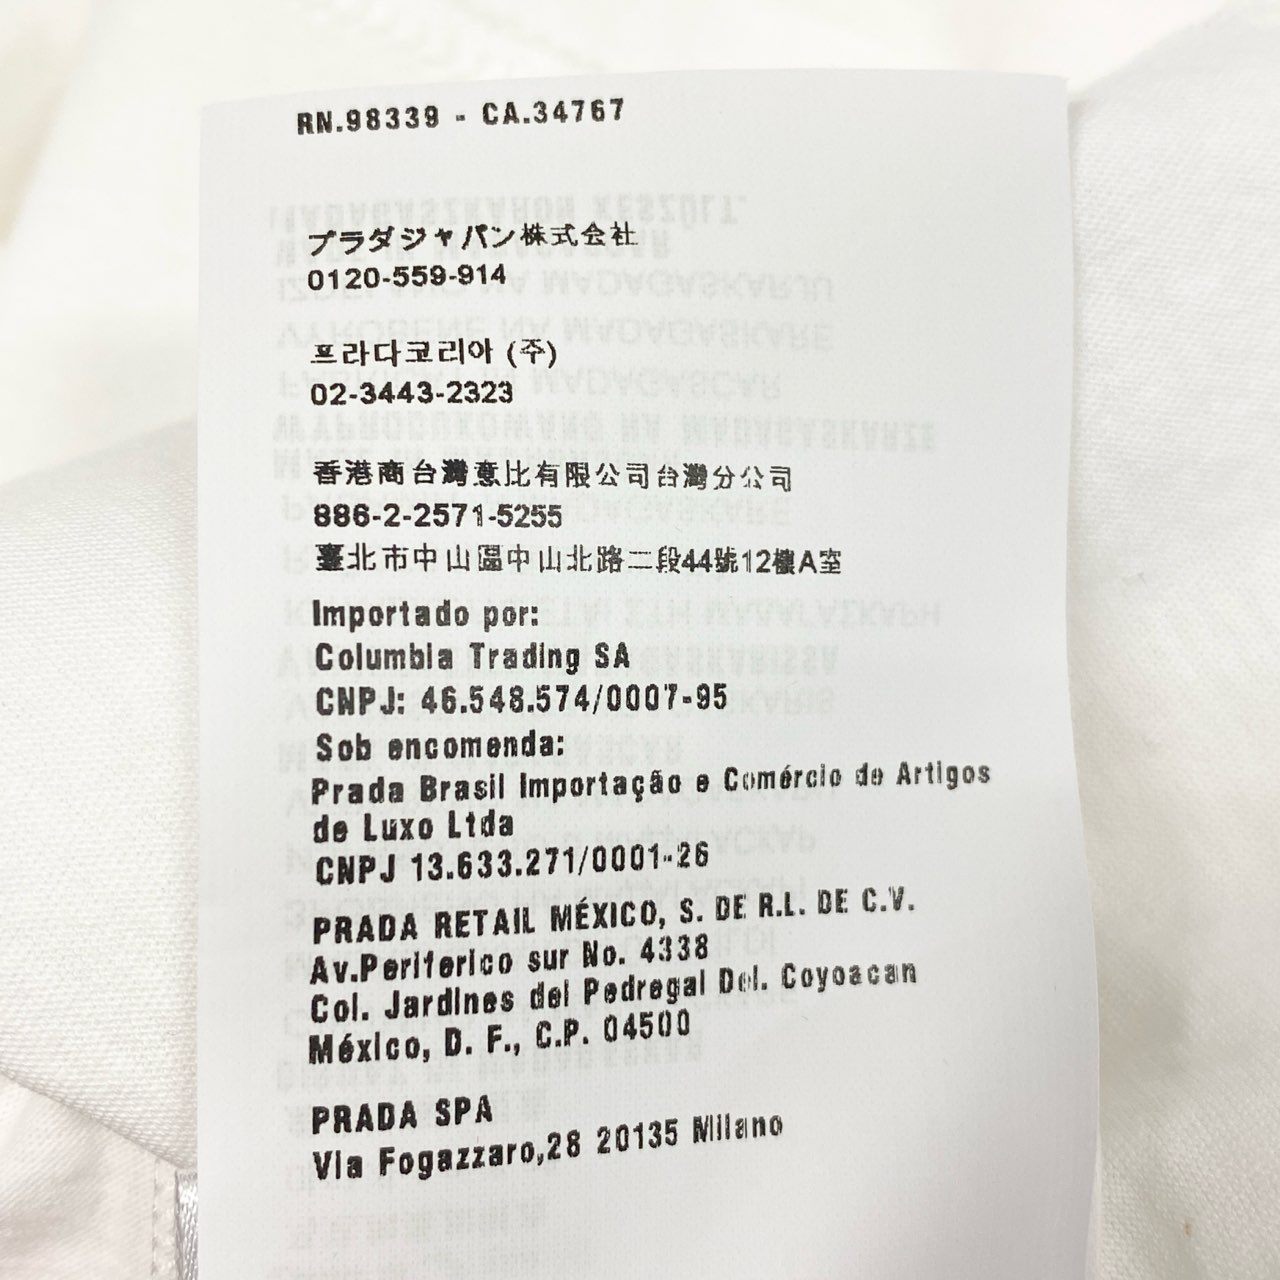 RN.98339 - CA.34767
プラダジャパン株式会社
0120-559-914
프라다코리아 (주)
02-3443-2323
香港商台灣意比有限公司台灣分公司
886-2-2571-5255
臺北市中山區中山北路二段44號12樓A室
Importado por:
Columbia Trading SA
CNPJ: 46.548.574/0007-95
Sob encomenda:
Prada Brasil Importação e Comércio de Artigos
de Luxo Ltda
CNPJ 13.633.271/0001-26
PRADA RETAIL MÉXICO, S. DE R.L. DE C.V.
Av.Periferico sur No. 4338
Col. Jardines del Pedregal Del. Coyoacan
México, D. F., C.P. 04500
PRADA SPA
Via Fogazzaro,28 20135 Milano